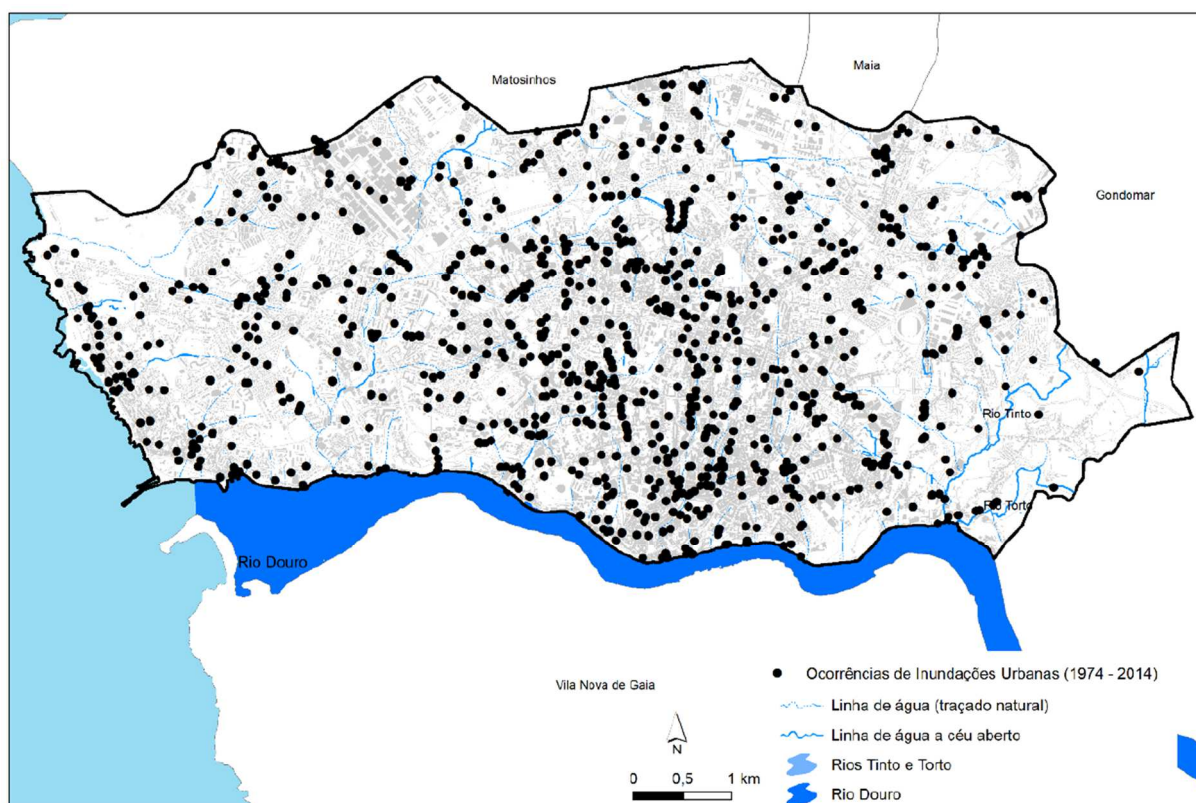 Matosinhos
Maia
Gondomar
Rio Tinto
Rio Torto
Rio Douro
Vila Nova de Gaia
Ocorrências de Inundações Urbanas (1974 - 2014)
Linha de água (traçado natural)
Linha de água a céu aberto
Rios Tinto e Torto
Rio Douro
N
0 0,5 1 km